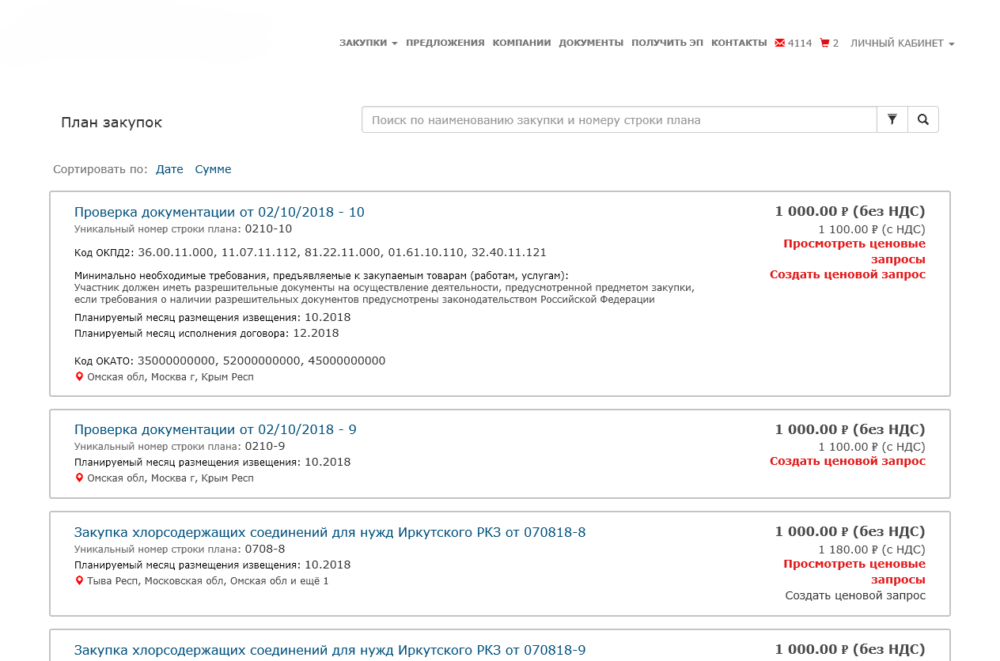 ЗАКУПКИ ПРЕДЛОЖЕНИЯ КОМПАНИИ ДОКУМЕНТЫ ПОЛУЧИТЬ ЭП КОНТАКТЫ 4114 2 ЛИЧНЫЙ КАБИНЕТ
План закупок
Поиск по наименованию закупки и номеру строки плана
Сортировать по: Дате Сумме
Проверка документации от 02/10/2018 - 10
1 000.00 ₽ (без НДС)
Уникальный номер строки плана: 0210-10
1 100.00 ₽ (с НДС)
Просмотреть ценовые
запросы
Создать ценовой запрос
Код ОКПД2: 36.00.11.000, 11.07.11.112, 81.22.11.000, 01.61.10.110, 32.40.11.121
Минимально необходимые требования, предъявляемые к закупаемым товарам (работам, услугам):
Участник должен иметь разрешительные документы на осуществление деятельности, предусмотренной предметом закупки,
если требования о наличии разрешительных документов предусмотрены законодательством Российской Федерации
Планируемый месяц размещения извещения: 10.2018
Планируемый месяц исполнения договора: 12.2018
Код ОКАТО: 35000000000, 52000000000, 45000000000
Омская обл, Москва г, Крым Респ
Проверка документации от 02/10/2018 - 9
1 000.00 ₽ (без НДС)
Уникальный номер строки плана: 0210-9
1 100.00 ₽ (с НДС)
Планируемый месяц размещения извещения: 10.2018
Создать ценовой запрос
Омская обл, Москва г, Крым Респ
Закупка хлорсодержащих соединений для нужд Иркутского РКЗ от 070818-8
1 000.00 ₽ (без НДС)
Уникальный номер строки плана: 0708-8
1 180.00 ₽ (с НДС)
Планируемый месяц размещения извещения: 10.2018
Просмотреть ценовые
запросы
Тыва Респ, Московская обл, Омская обл и ещё 1
Создать ценовой запрос
Закупка хлорсодержащих соединений для нужд Иркутского РКЗ от 070818-9
1 000.00 ₽ (без НДС)